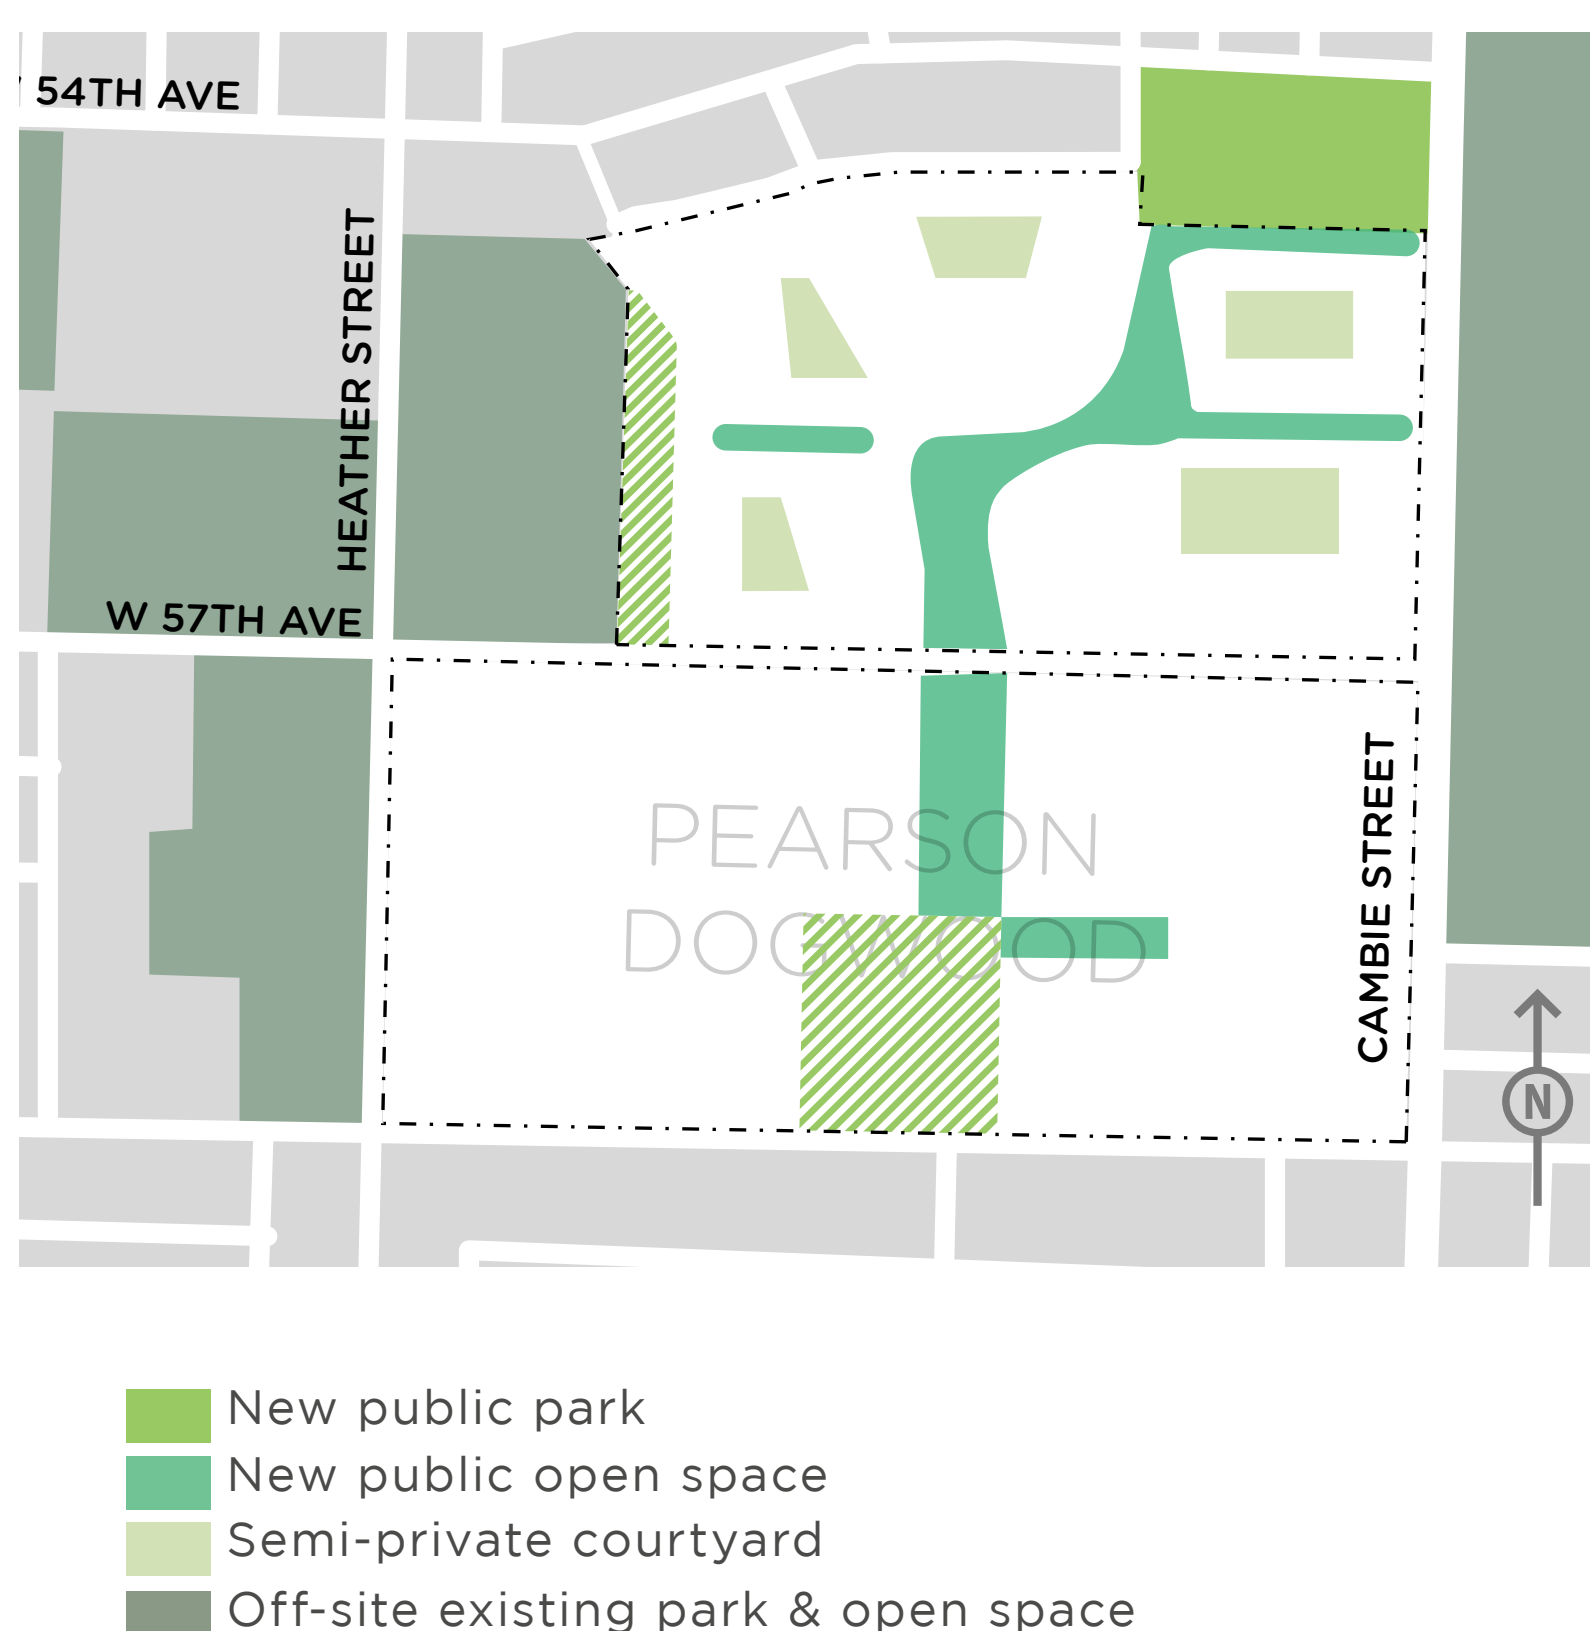 54TH AVE
HEATHER STREET
W 57TH AVE
PEARSON
DOGWOOD
CAMBIE STREET
N
New public park
New public open space
Semi-private courtyard
Off-site existing park & open space